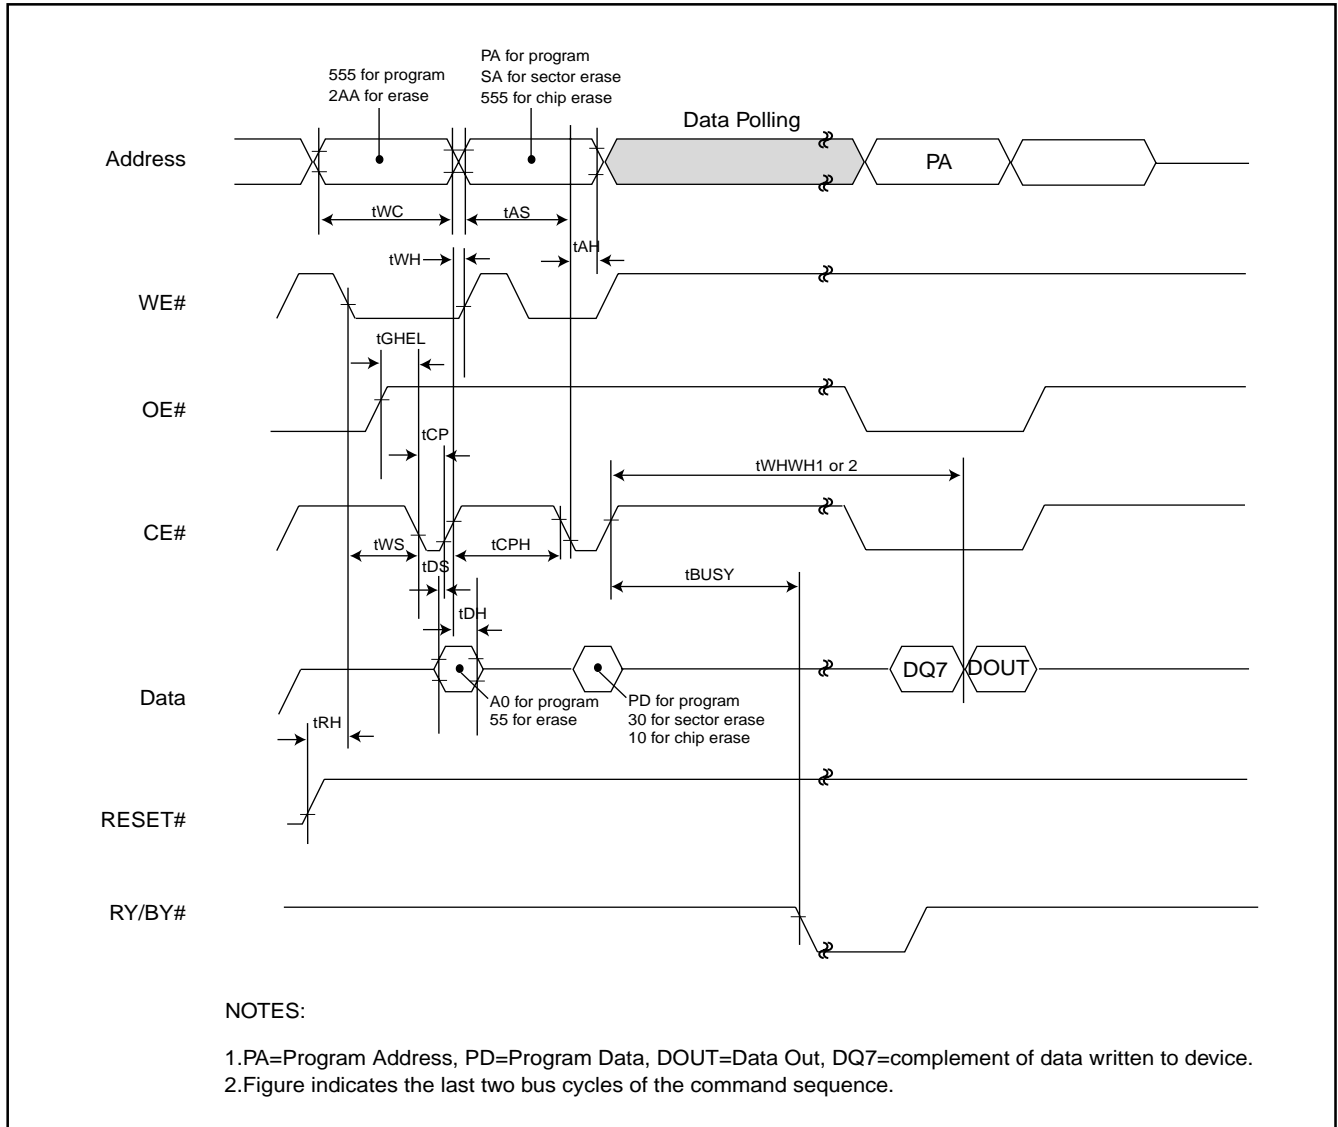 PA for program
SA for sector erase
555 for chip erase
555 for program
2AA for erase
Data Polling
Address
PA
tWC
tAS
tAH
tWH
WE#
tGHEL
OE#
tCP
tWHWH1 or 2
CE#
tWS
tCPH
tDS
tBUSY
tDH
DQ7
DOUT
Data
A0 for program
55 for erase
PD for program
30 for sector erase
10 for chip erase
tRH
RESET#
RY/BY#
NOTES:
1.PA=Program Address, PD=Program Data, DOUT=Data Out, DQ7=complement of data written to device.
2.Figure indicates the last two bus cycles of the command sequence.